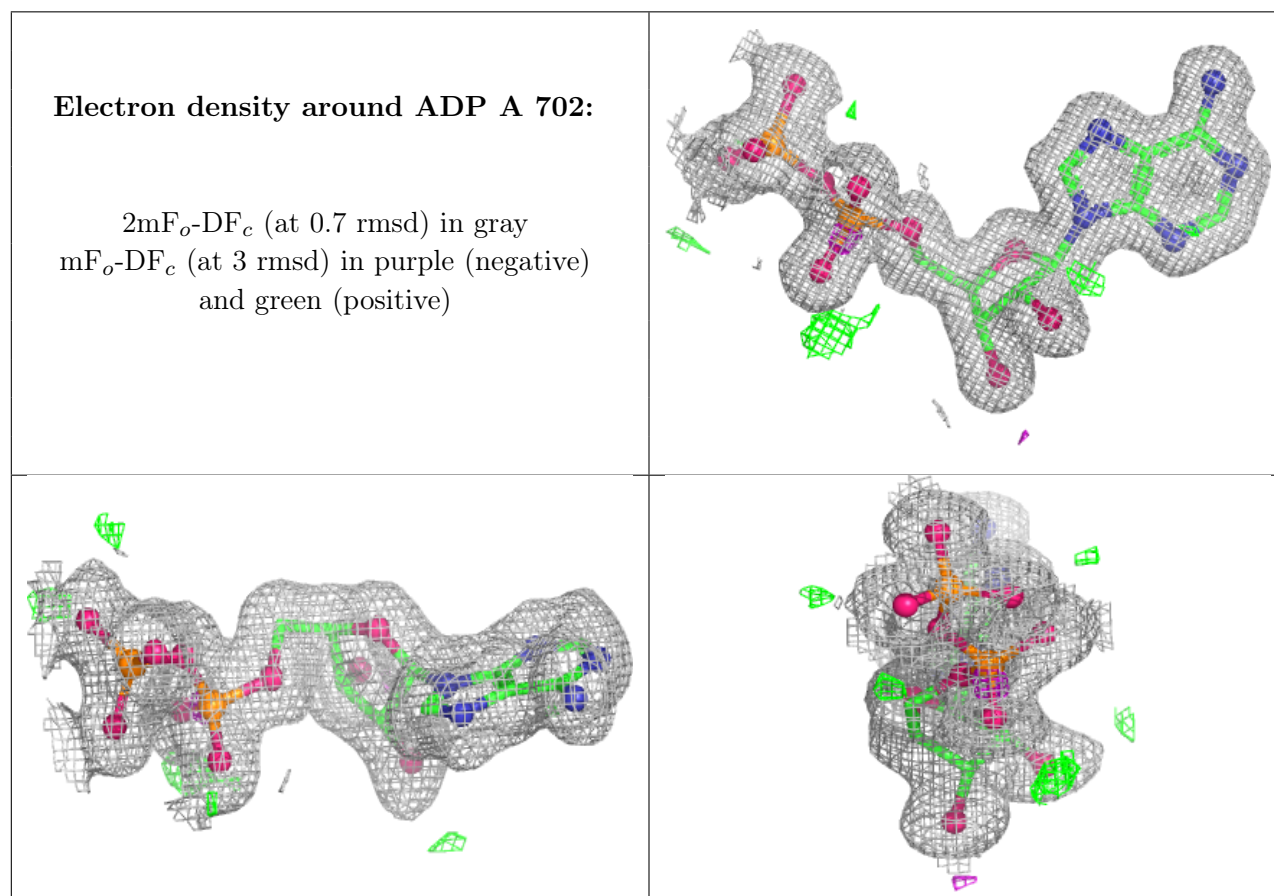 Electron density around ADP A 702:
2mFo-DFc (at 0.7 rmsd) in gray
mFo-DFc (at 3 rmsd) in purple (negative)
and green (positive)